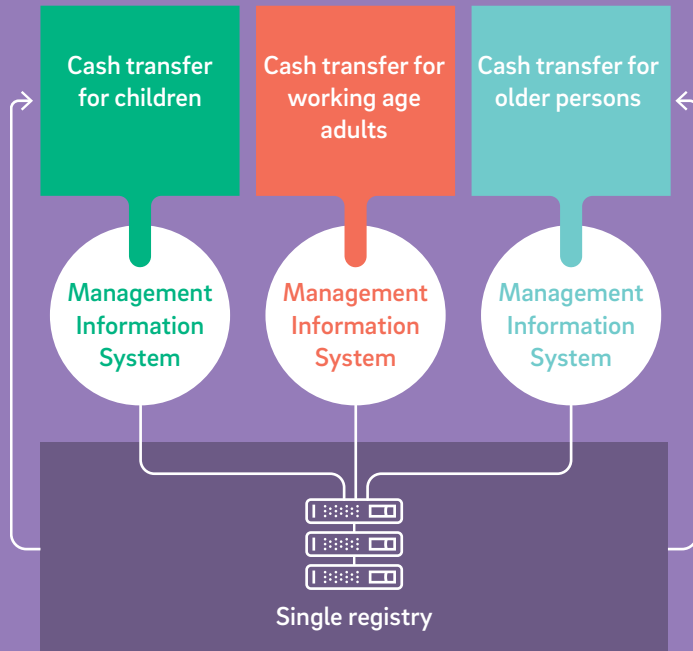 Cash transfer
for children
Cash transfer for
working age
adults
Cash transfer for
older persons
Management
Information
System
Management
Information
System
Management
Information
System
Single registry